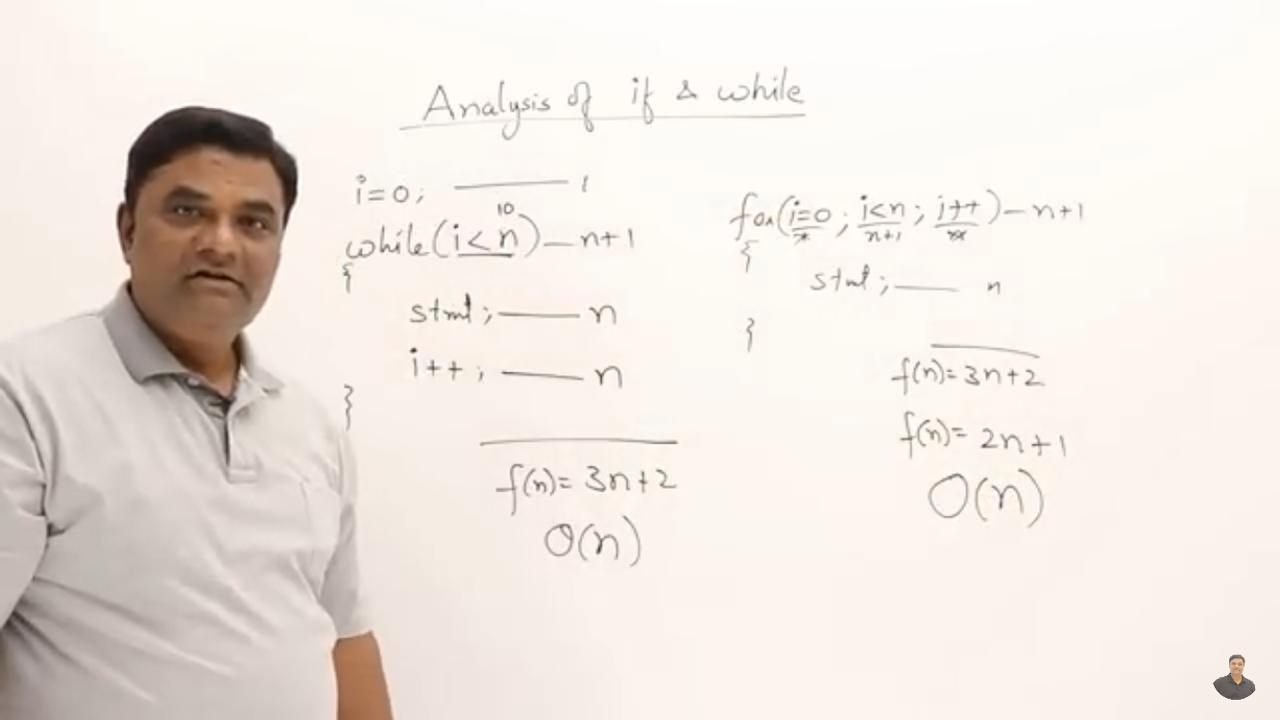 Analysis of if & while
i=0; 1
10
while(i<n) n+1
{
stmt; n
i++; n
}
f(n)=3n+2
O(n)
for(i=0; i<n; i++) n+1
n+1
{
stmt; n
}
f(n)=3n+2
f(n)=2n+1
O(n)